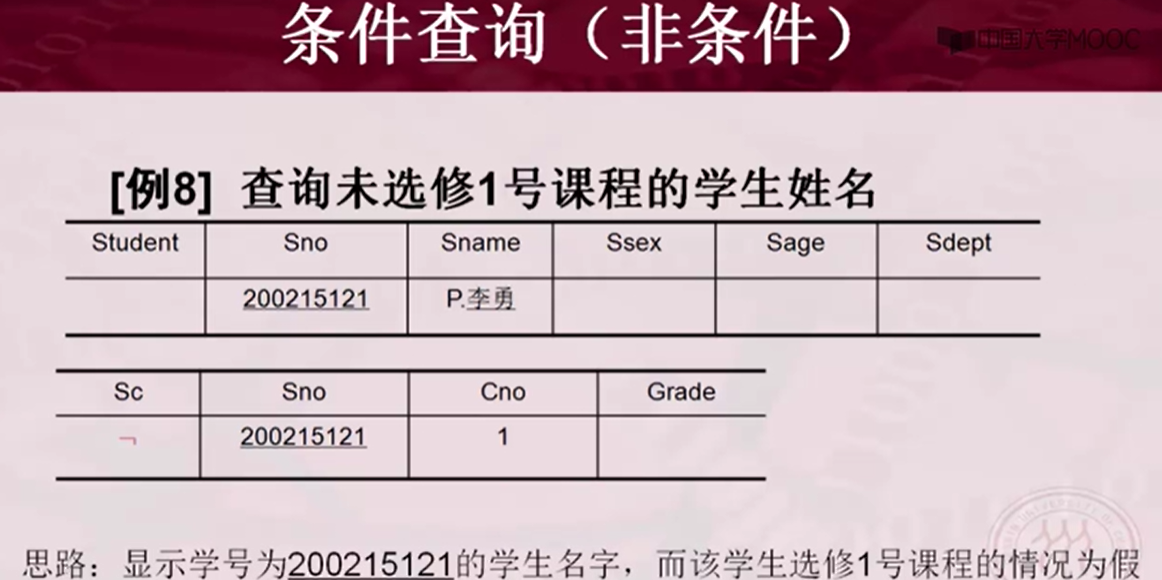 条件查询（非条件）
中国大学MOOC
[例8] 查询未选修1号课程的学生姓名
Student Sno Sname Ssex Sage Sdept
200215121 P.李勇
Sc Sno Cno Grade
¬ 200215121 1
思路：显示学号为200215121的学生名字，而该学生选修1号课程的情况为假